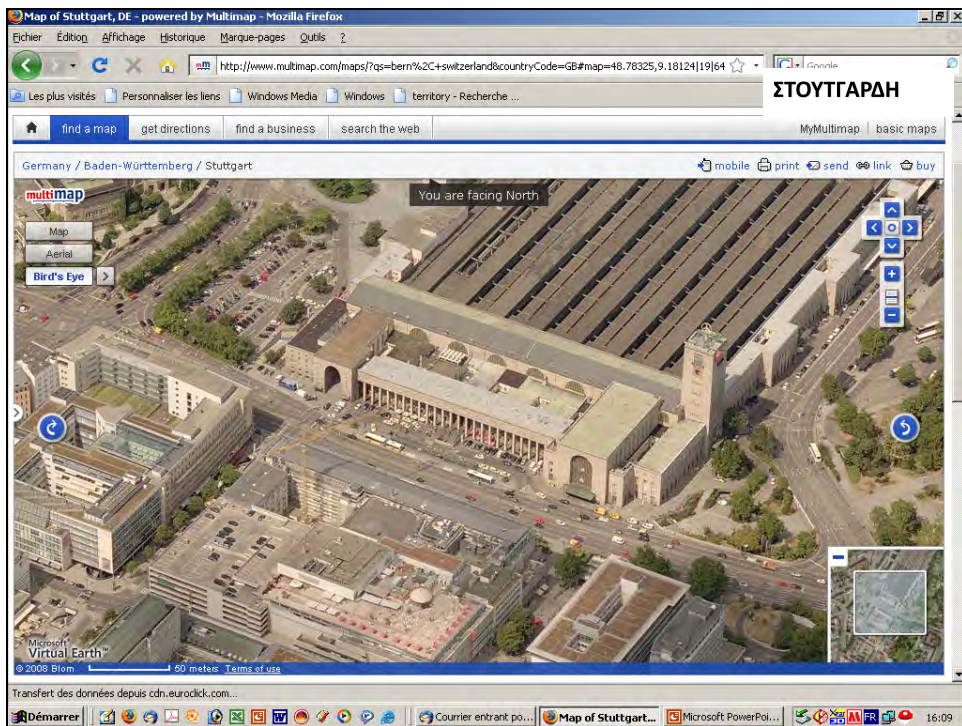 Map of Stuttgart, DE - powered by Multimap - Mozilla Firefox
Fichier Édition Affichage Historique Marque-pages Outils ?
http://www.multimap.com/maps/?qs=bern%2C+switzerland&countryCode=GB#map=48.78325,9.18124|19|64 Google
Les plus visités Personnaliser les liens Windows Media Windows territory - Recherche ...
ΣΤΟΥΤΓΑΡΔΗ
find a map get directions find a business search the web MyMultimap basic maps
Germany / Baden-Württemberg / Stuttgart mobile print send link buy
multimap
You are facing North
Map
Aerial
Bird's Eye
Microsoft
Virtual Earth
© 2008 Blom 50 meters Terms of use
Transfert des données depuis cdn.euroclick.com...
Démarrer Courrier entrant po... Map of Stuttgart... Microsoft PowerPoi... FR 16:09